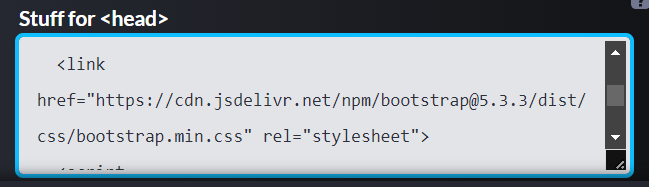 Stuff for <head>
<link
href="https://cdn.jsdelivr.net/npm/bootstrap@5.3.3/dist/
css/bootstrap.min.css" rel="stylesheet">